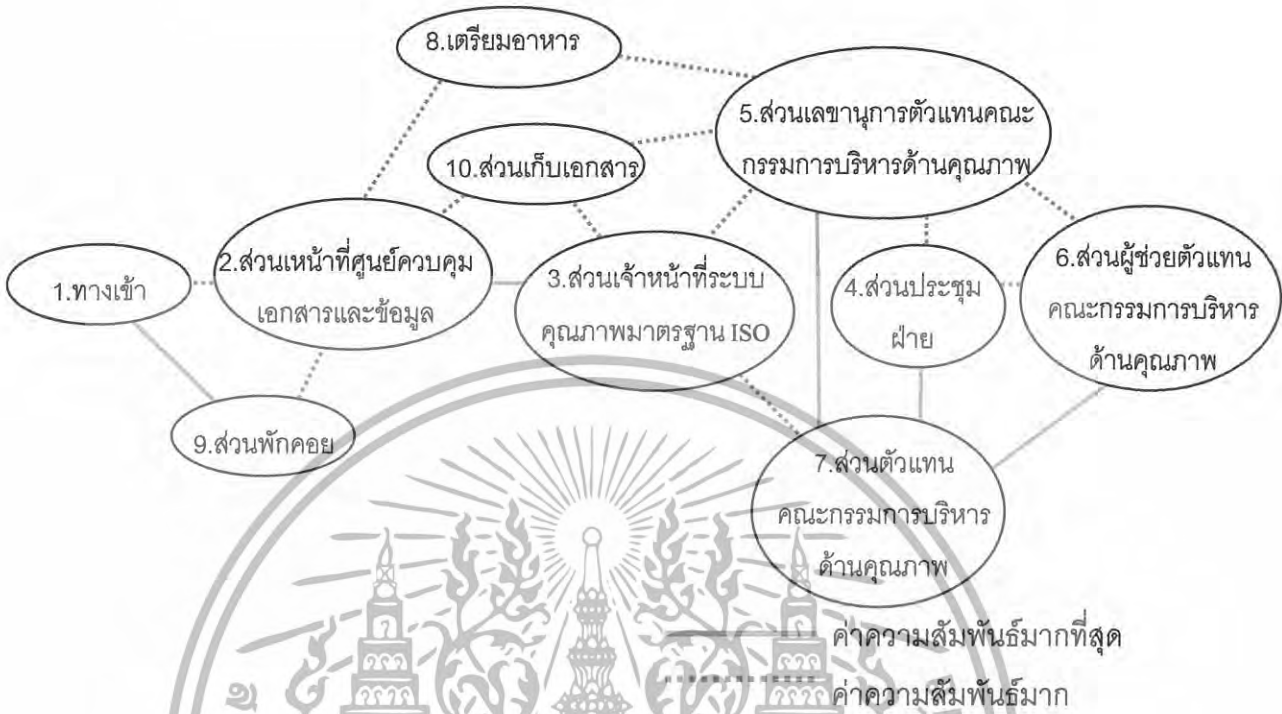 8.เตรียมอาหาร
5.ส่วนเลขานุการตัวแทนคณะ
กรรมการบริหารด้านคุณภาพ
10.ส่วนเก็บเอกสาร
2.ส่วนเหน้าที่ศูนย์ควบคุม
เอกสารและข้อมูล
1.ทางเข้า
3.ส่วนเจ้าหน้าที่ระบบ
คุณภาพมาตรฐาน ISO
4.ส่วนประชุม
ฝ่าย
6.ส่วนผู้ช่วยตัวแทน
คณะกรรมการบริหาร
ด้านคุณภาพ
9.ส่วนพักคอย
7.ส่วนตัวแทน
คณะกรรมการบริหาร
ด้านคุณภาพ
ค่าความสัมพันธ์มากที่สุด
ค่าความสัมพันธ์มาก